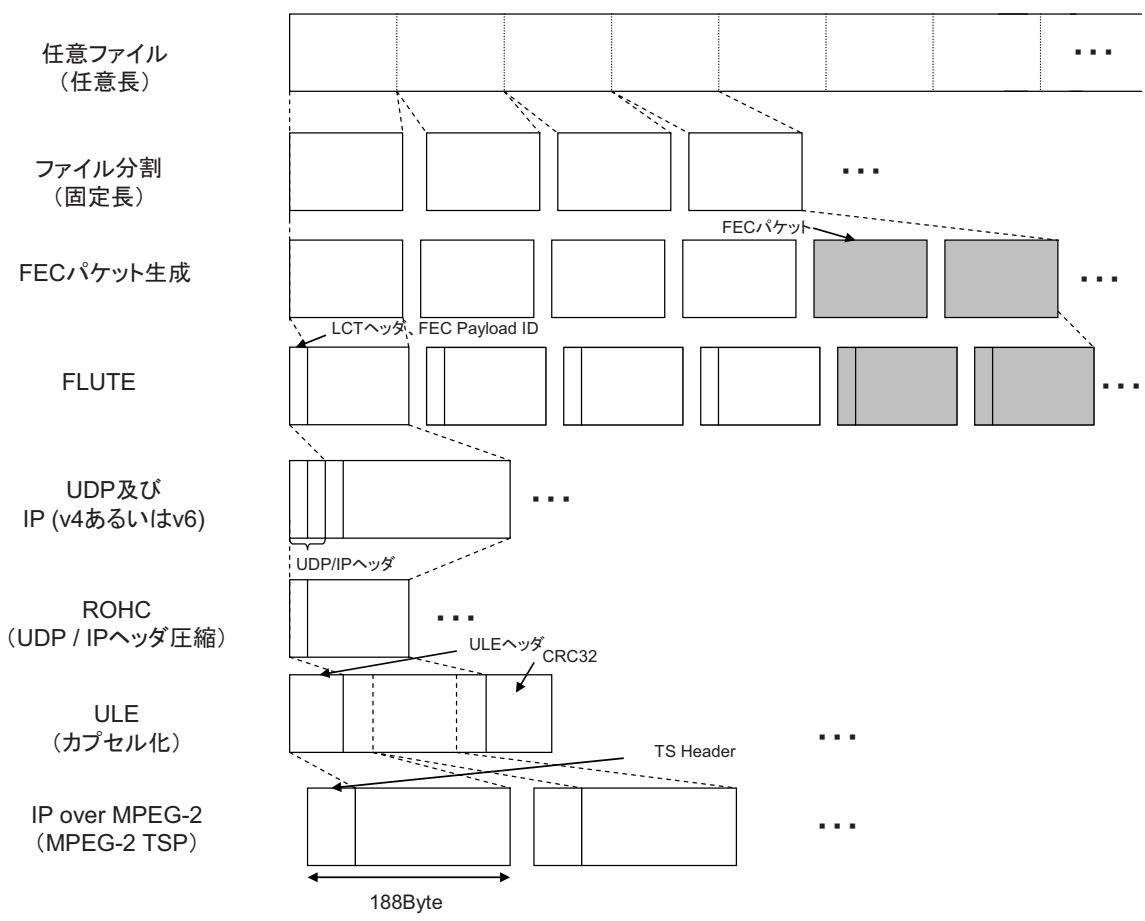 任意ファイル
（任意長）
ファイル分割
（固定長）
FECパケット
FECパケット生成
LCTヘッダ、FEC Payload ID
FLUTE
UDP及び
IP (v4あるいはv6)
UDP/IPヘッダ
ROHC
（UDP / IPヘッダ圧縮）
ULEヘッダ
CRC32
ULE
（カプセル化）
TS Header
IP over MPEG-2
（MPEG-2 TSP）
188Byte